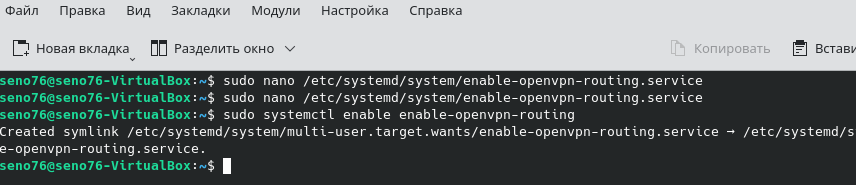 Файл Правка Вид Закладки Модули Настройка Справка
Новая вкладка Разделить окно Копировать Встави
seno76@seno76-VirtualBox:~$ sudo nano /etc/systemd/system/enable-openvpn-routing.service
seno76@seno76-VirtualBox:~$ sudo nano /etc/systemd/system/enable-openvpn-routing.service
seno76@seno76-VirtualBox:~$ sudo systemctl enable enable-openvpn-routing
Created symlink /etc/systemd/system/multi-user.target.wants/enable-openvpn-routing.service → /etc/systemd/s
e-openvpn-routing.service.
seno76@seno76-VirtualBox:~$